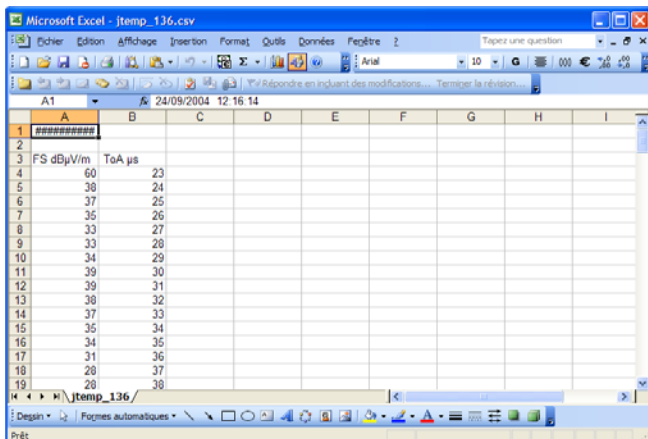 Microsoft Excel - jtemp_136.csv
Fichier Edition Affichage Insertion Format Outils Données Fenêtre ? Tapez une question
Arial 10 G 000 €
Répondre en incluant des modifications... Terminer la révision...
A1 fx 24/09/2004 12:16:14
A B C D E F G H I
1 ##########
2
3 FS dBµV/m ToA µs
4 60 23
5 38 24
6 37 25
7 35 26
8 33 27
9 33 28
10 34 29
11 39 30
12 39 31
13 38 32
14 37 33
15 35 34
16 34 35
17 31 36
18 28 37
19 28 38
jtemp_136
Dessin Formes automatiques
Prêt